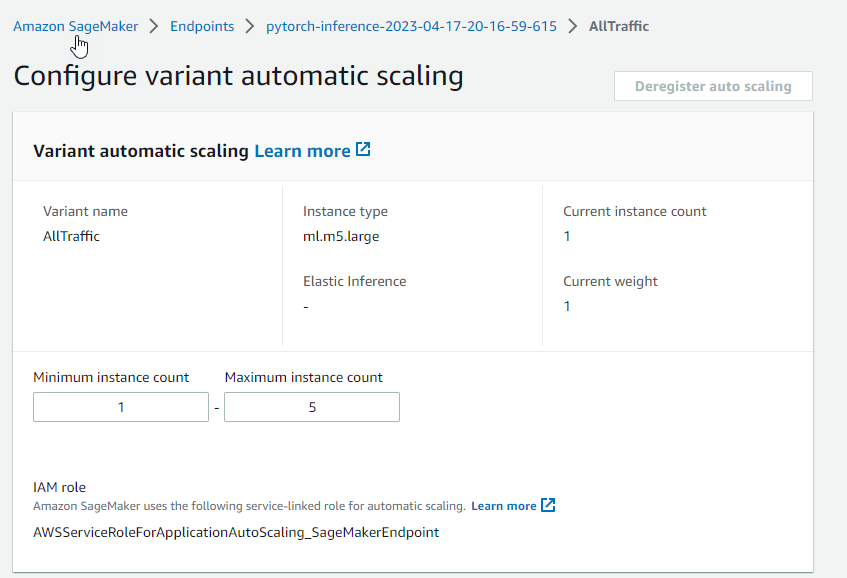 Amazon SageMaker > Endpoints > pytorch-inference-2023-04-17-20-16-59-615 > AllTraffic
Configure variant automatic scaling
Deregister auto scaling
Variant automatic scaling Learn more
Variant name
AllTraffic
Instance type
ml.m5.large
Elastic Inference
-
Current instance count
1
Current weight
1
Minimum instance count Maximum instance count
1 - 5
IAM role
Amazon SageMaker uses the following service-linked role for automatic scaling. Learn more
AWSServiceRoleForApplicationAutoScaling_SageMakerEndpoint